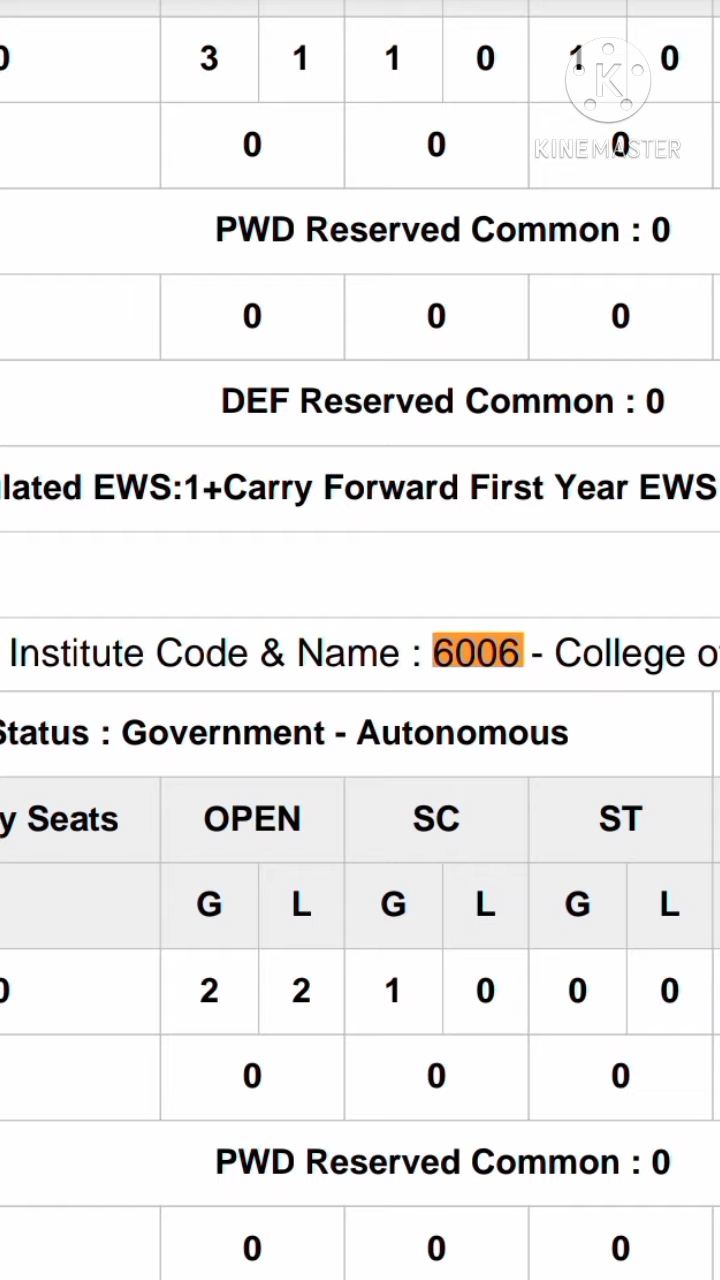 0 3 1 1 0 1 0
K
KINEMASTER
0 0 0
PWD Reserved Common : 0
0 0 0
DEF Reserved Common : 0
lated EWS:1+Carry Forward First Year EWS
Institute Code & Name : 6006 - College of
Status : Government - Autonomous
y Seats OPEN SC ST
G L G L G L
0 2 2 1 0 0 0
0 0 0
PWD Reserved Common : 0
0 0 0